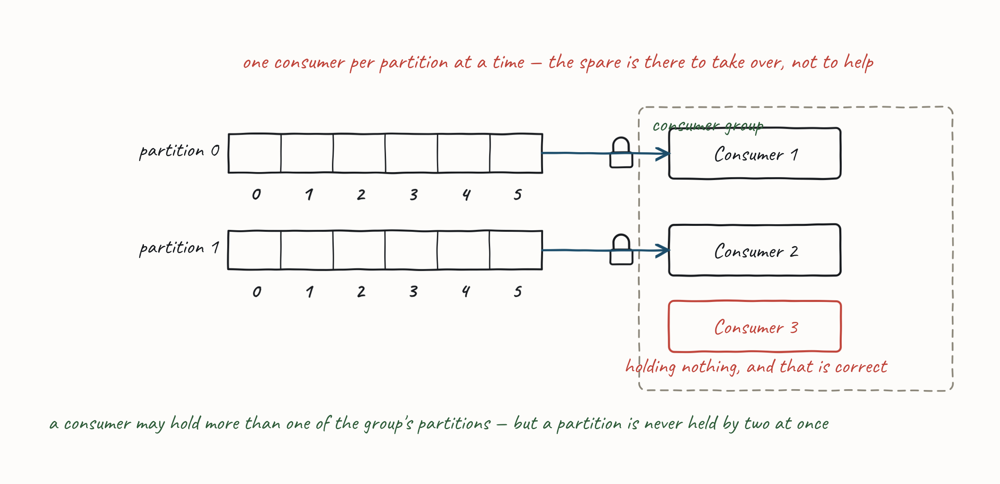 one consumer per partition at a time — the spare is there to take over, not to help
consumer group
partition 0
Consumer 1
0 1 2 3 4 5
partition 1
Consumer 2
0 1 2 3 4 5
Consumer 3
holding nothing, and that is correct
a consumer may hold more than one of the group's partitions — but a partition is never held by two at once